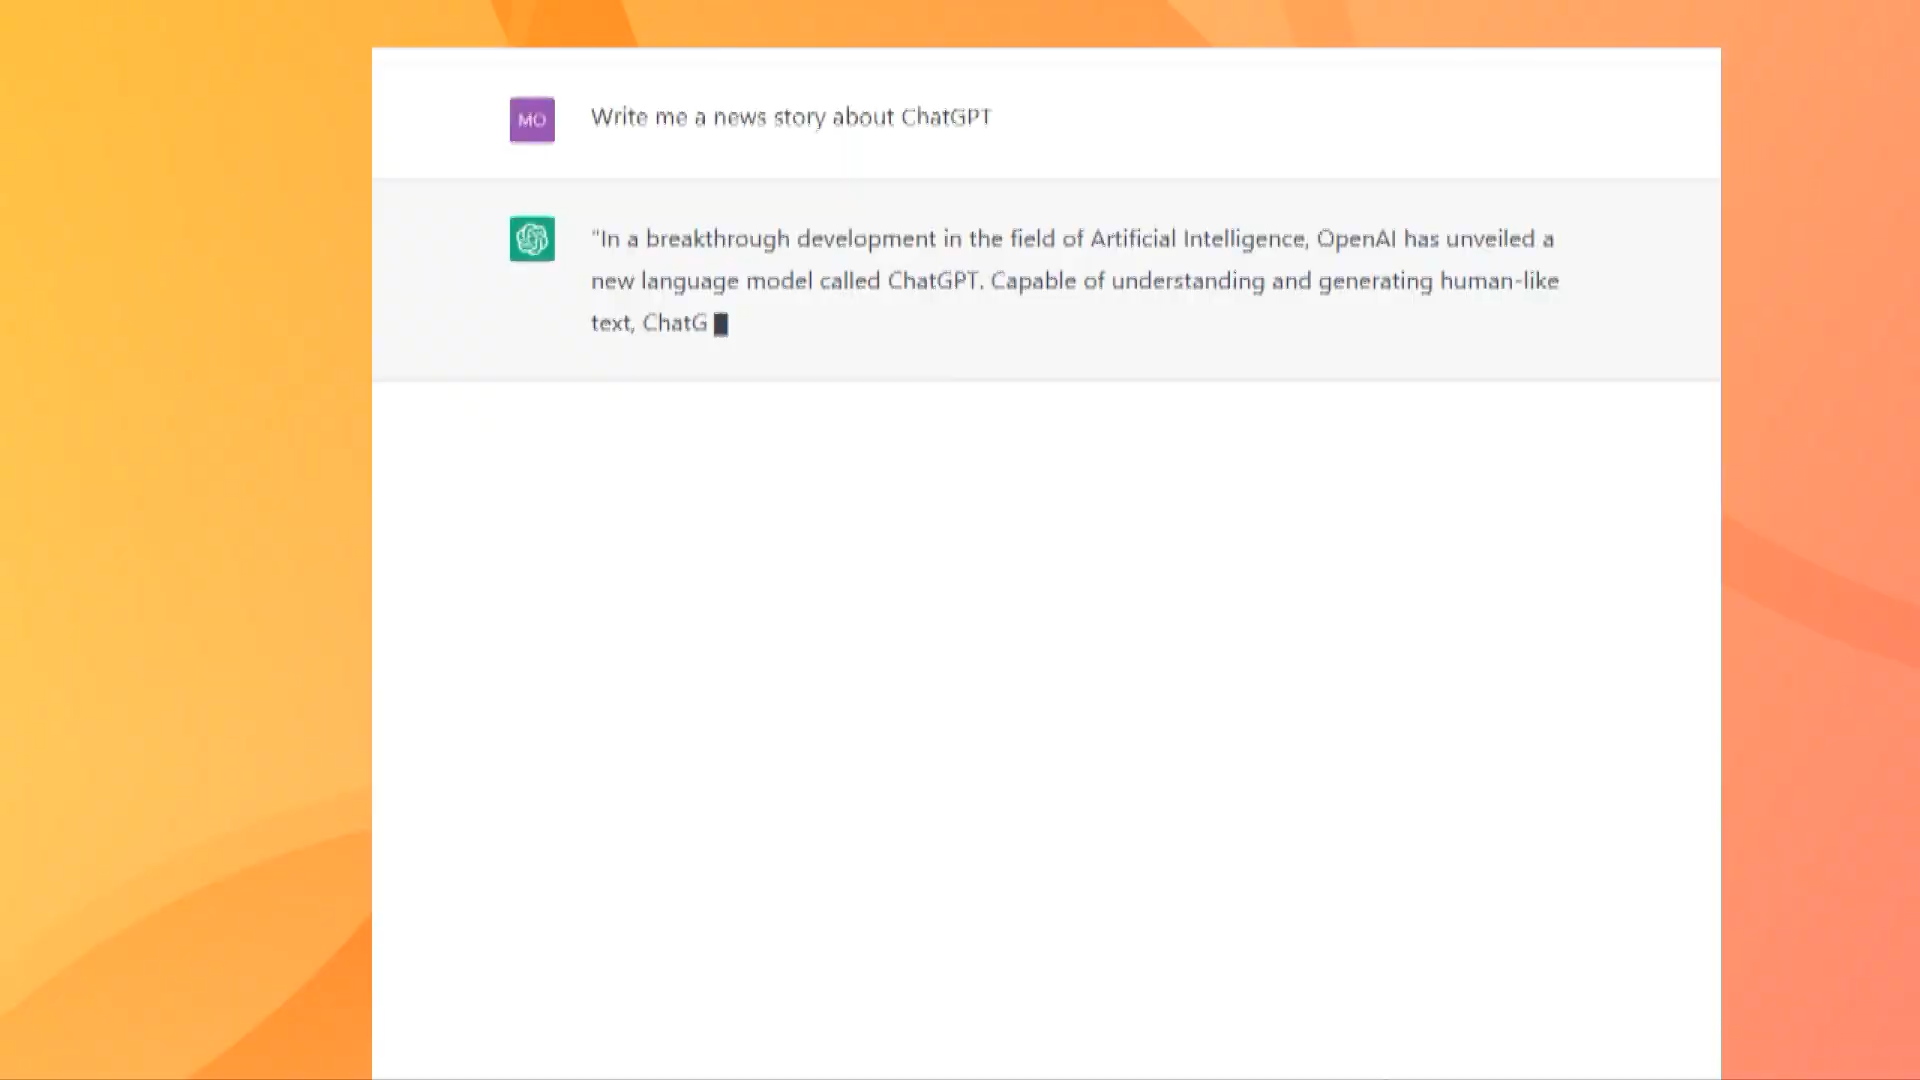 MO
Write me a news story about ChatGPT
"In a breakthrough development in the field of Artificial Intelligence, OpenAI has unveiled a
new language model called ChatGPT. Capable of understanding and generating human-like
text, ChatG